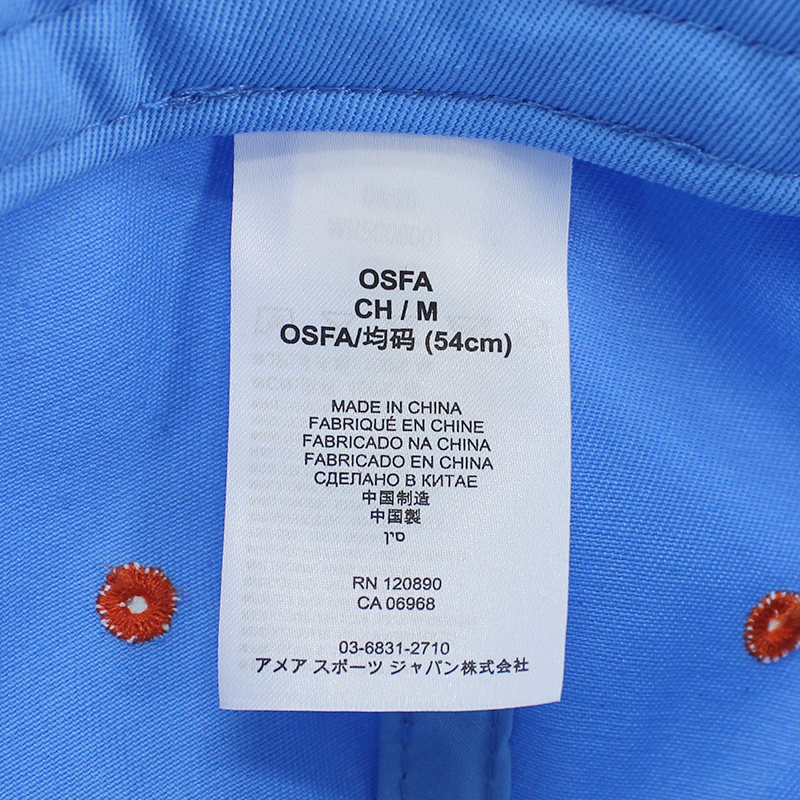 OSFA
CH / M
OSFA/均码 (54cm)
MADE IN CHINA
FABRIQUÉ EN CHINE
FABRICADO NA CHINA
FABRICADO EN CHINA
СДЕЛАНО В КИТАЕ
中国制造
中国製
סין
RN 120890
CA 06968
03-6831-2710
アメア スポーツ ジャパン株式会社